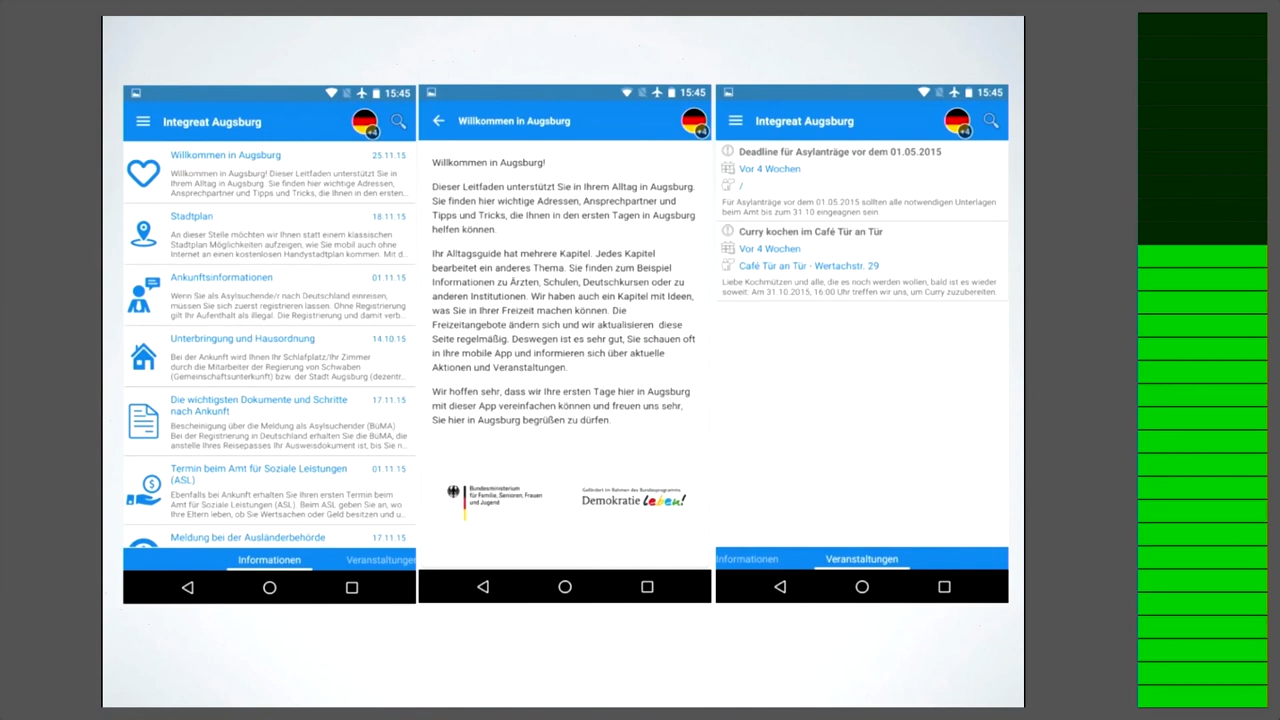 15:45
Integreat Augsburg
+4
Willkommen in Augsburg
25.11.15
Willkommen in Augsburg! Dieser Leitfaden unterstützt Sie in
Ihrem Alltag in Augsburg. Sie finden hier wichtige Adressen,
Ansprechpartner und Tipps und Tricks, die Ihnen in den ersten...
Stadtplan
18.11.15
An dieser Stelle möchten wir Ihnen statt einem klassischen
Stadtplan Möglichkeiten aufzeigen, wie Sie mobil auch ohne
Internet an einen kostenlosen Handystadtplan kommen. Mit d...
Ankunftsinformationen
01.11.15
Wenn Sie als Asylsuchende/r nach Deutschland einreisen,
müssen Sie sich zuerst registrieren lassen. Ohne Registrierung
gilt Ihr Aufenthalt als illegal. Die Registrierung und damit verb...
Unterbringung und Hausordnung
14.10.15
Bei der Ankunft wird Ihnen Ihr Schlafplatz/Ihr Zimmer
durch die Mitarbeiter der Regierung von Schwaben
(Gemeinschaftsunterkunft) bzw. der Stadt Augsburg (dezentr...
Die wichtigsten Dokumente und Schritte
nach Ankunft
17.11.15
Bescheinigung über die Meldung als Asylsuchender (BüMA)
Bei der Registrierung in Deutschland erhalten Sie die BüMA, die
anstelle Ihres Reisepasses Ihr Ausweisdokument ist, bis Sie n...
Termin beim Amt für Soziale Leistungen
(ASL)
01.11.15
Ebenfalls bei Ankunft erhalten Sie Ihren ersten Termin beim
Amt für Soziale Leistungen (ASL). Beim ASL geben Sie an, wo
Ihre Eltern leben, ob Sie Wertsachen oder Geld besitzen und u...
Meldung bei der Ausländerbehörde
17.11.15
Informationen
Veranstaltungen
15:45
Willkommen in Augsburg
+4
Willkommen in Augsburg!
Dieser Leitfaden unterstützt Sie in Ihrem Alltag in Augsburg.
Sie finden hier wichtige Adressen, Ansprechpartner und
Tipps und Tricks, die Ihnen in den ersten Tagen in Augsburg
helfen können.
Ihr Alltagsguide hat mehrere Kapitel. Jedes Kapitel
bearbeitet ein anderes Thema. Sie finden zum Beispiel
Informationen zu Ärzten, Schulen, Deutschkursen oder zu
anderen Institutionen. Wir haben auch ein Kapitel mit Ideen,
was Sie in Ihrer Freizeit machen können. Die
Freizeitangebote ändern sich und wir aktualisieren diese
Seite regelmäßig. Deswegen ist es sehr gut, Sie schauen oft
in Ihre mobile App und informieren sich über aktuelle
Aktionen und Veranstaltungen.
Wir hoffen sehr, dass wir Ihre ersten Tage hier in Augsburg
mit dieser App vereinfachen können und freuen uns sehr,
Sie hier in Augsburg begrüßen zu dürfen.
Bundesministerium
für Familie, Senioren, Frauen
und Jugend
Gefördert im Rahmen des Bundesprogramms
Demokratie leben!
15:45
Integreat Augsburg
+4
Deadline für Asylanträge vor dem 01.05.2015
Vor 4 Wochen
/
Für Asylanträge vor dem 01.05.2015 sollten alle notwendigen Unterlagen
beim Amt bis zum 31.10 eingeagnen sein
Curry kochen im Café Tür an Tür
Vor 4 Wochen
Café Tür an Tür - Wertachstr. 29
Liebe Kochmützen und alle, die es noch werden wollen, bald ist es wieder
soweit: Am 31.10.2015, 16:00 Uhr treffen wir uns, um Curry zuzubereiten.
Informationen
Veranstaltungen